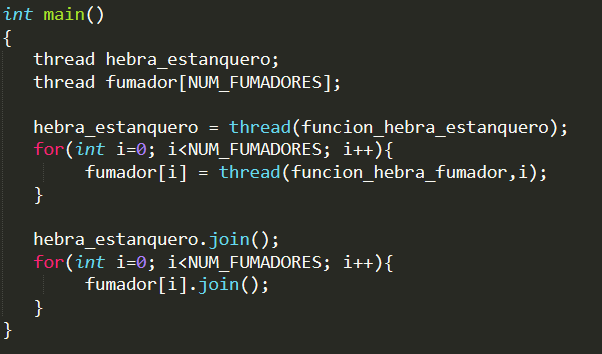 int main()
{
thread hebra_estanquero;
thread fumador[NUM_FUMADORES];
hebra_estanquero = thread(funcion_hebra_estanquero);
for(int i=0; i<NUM_FUMADORES; i++){
fumador[i] = thread(funcion_hebra_fumador,i);
}
hebra_estanquero.join();
for(int i=0; i<NUM_FUMADORES; i++){
fumador[i].join();
}
}